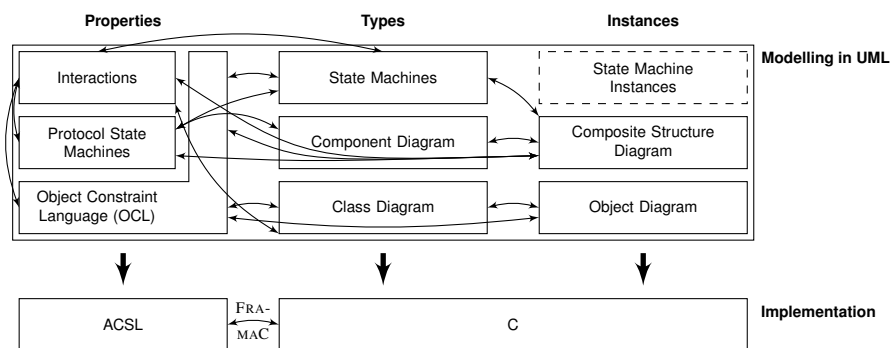 Properties
Types
Instances
Modelling in UML
Interactions
State Machines
State Machine
Instances
Protocol State
Machines
Component Diagram
Composite Structure
Diagram
Object Constraint
Language (OCL)
Class Diagram
Object Diagram
Implementation
ACSL
FRA-
MAC
C